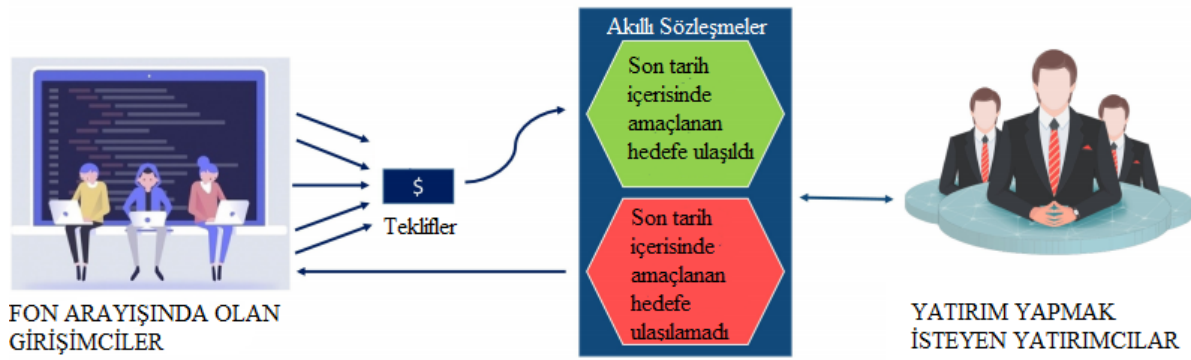 Akıllı Sözleşmeler
Son tarih
içerisinde
amaçlanan
hedefe ulaşıldı
$
Teklifler
Son tarih
içerisinde
amaçlanan
hedefe
ulaşılamadı
FON ARAYIŞINDA OLAN
GİRİŞİMCİLER
YATIRIM YAPMAK
İSTEYEN YATIRIMCILAR